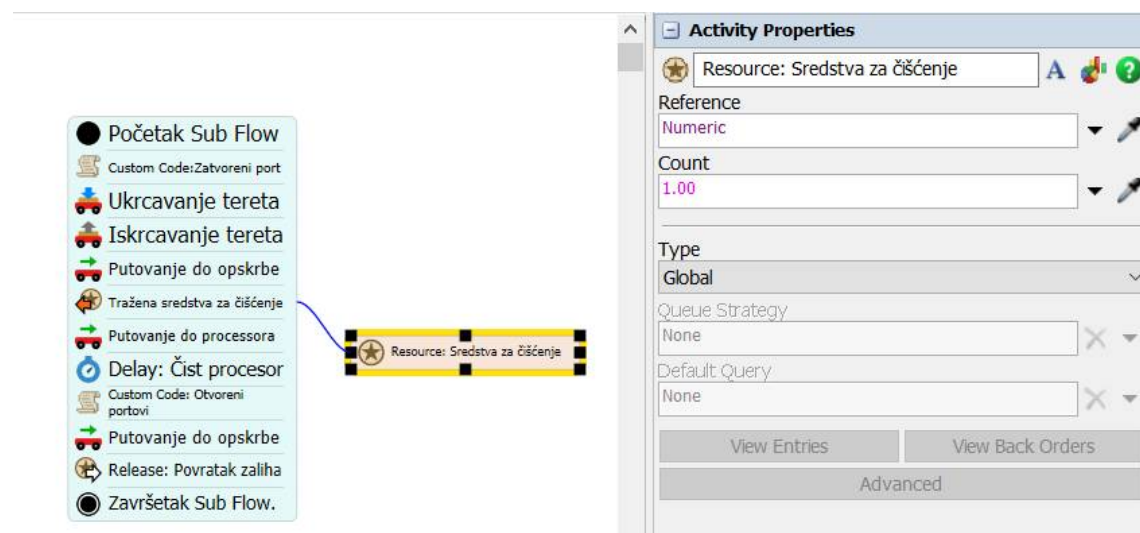 Početak Sub Flow
Custom Code:Zatvoreni port
Ukrcavanje tereta
Iskrcavanje tereta
Putovanje do opskrbe
Tražena sredstva za čišćenje
Putovanje do processora
Delay: Čist procesor
Custom Code: Otvoreni
portovi
Putovanje do opskrbe
Release: Povratak zaliha
Završetak Sub Flow.
Resource: Sredstva za čišćenje
Activity Properties
Resource: Sredstva za čišćenje
A
Reference
Numeric
Count
1.00
Type
Global
Queue Strategy
None
Default Query
None
View Entries View Back Orders
Advanced